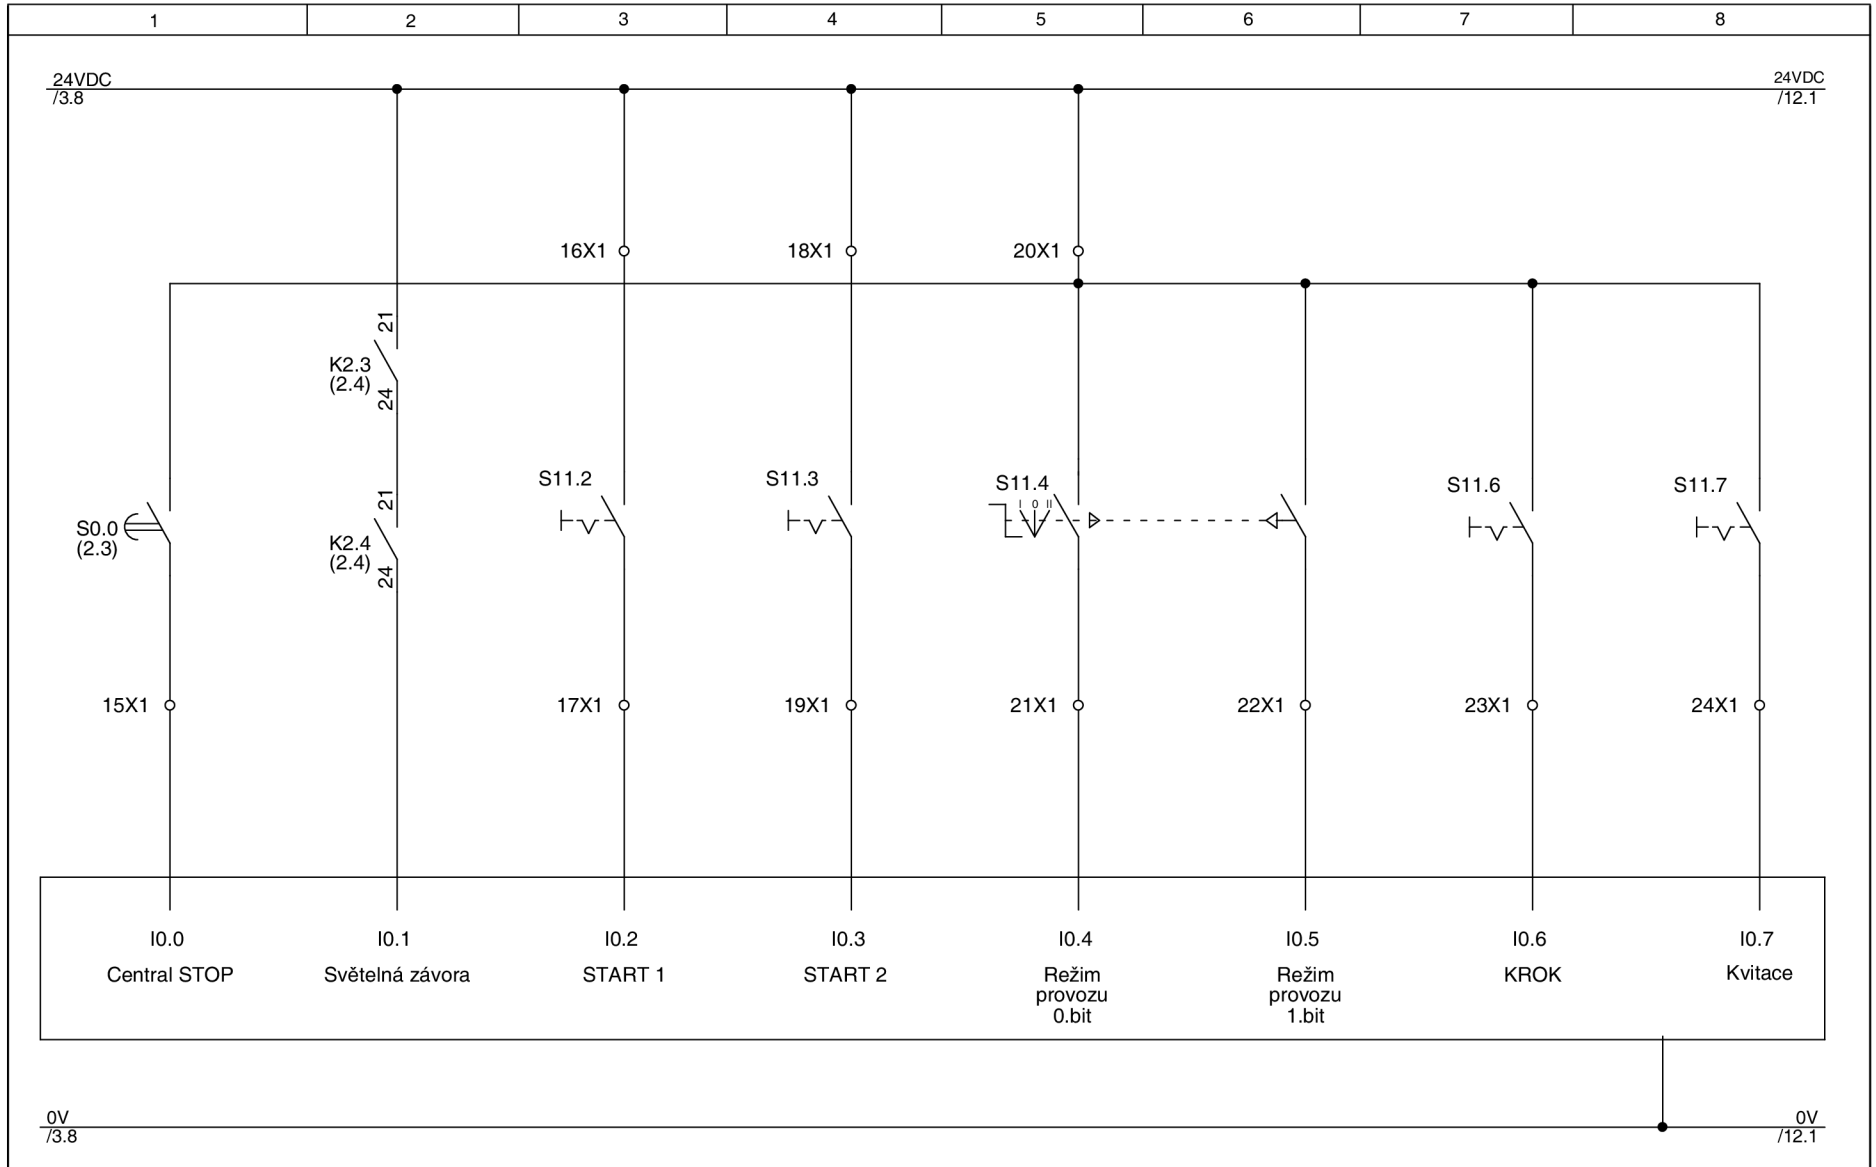 1 2 3 4 5 6 7 8
24VDC 24VDC
/3.8 /12.1
16X1 18X1 20X1
21
K2.3
(2.4)
24
S11.2 S11.3 S11.4 S11.6 S11.7
I 0 II
21
S0.0
(2.3)
K2.4
(2.4)
24
15X1 17X1 19X1 21X1 22X1 23X1 24X1
I0.0 I0.1 I0.2 I0.3 I0.4 I0.5 I0.6 I0.7
Central STOP Světelná závora START 1 START 2 Režim Režim KROK Kvitace
provozu provozu
0.bit 1.bit
0V 0V
/3.8 /12.1